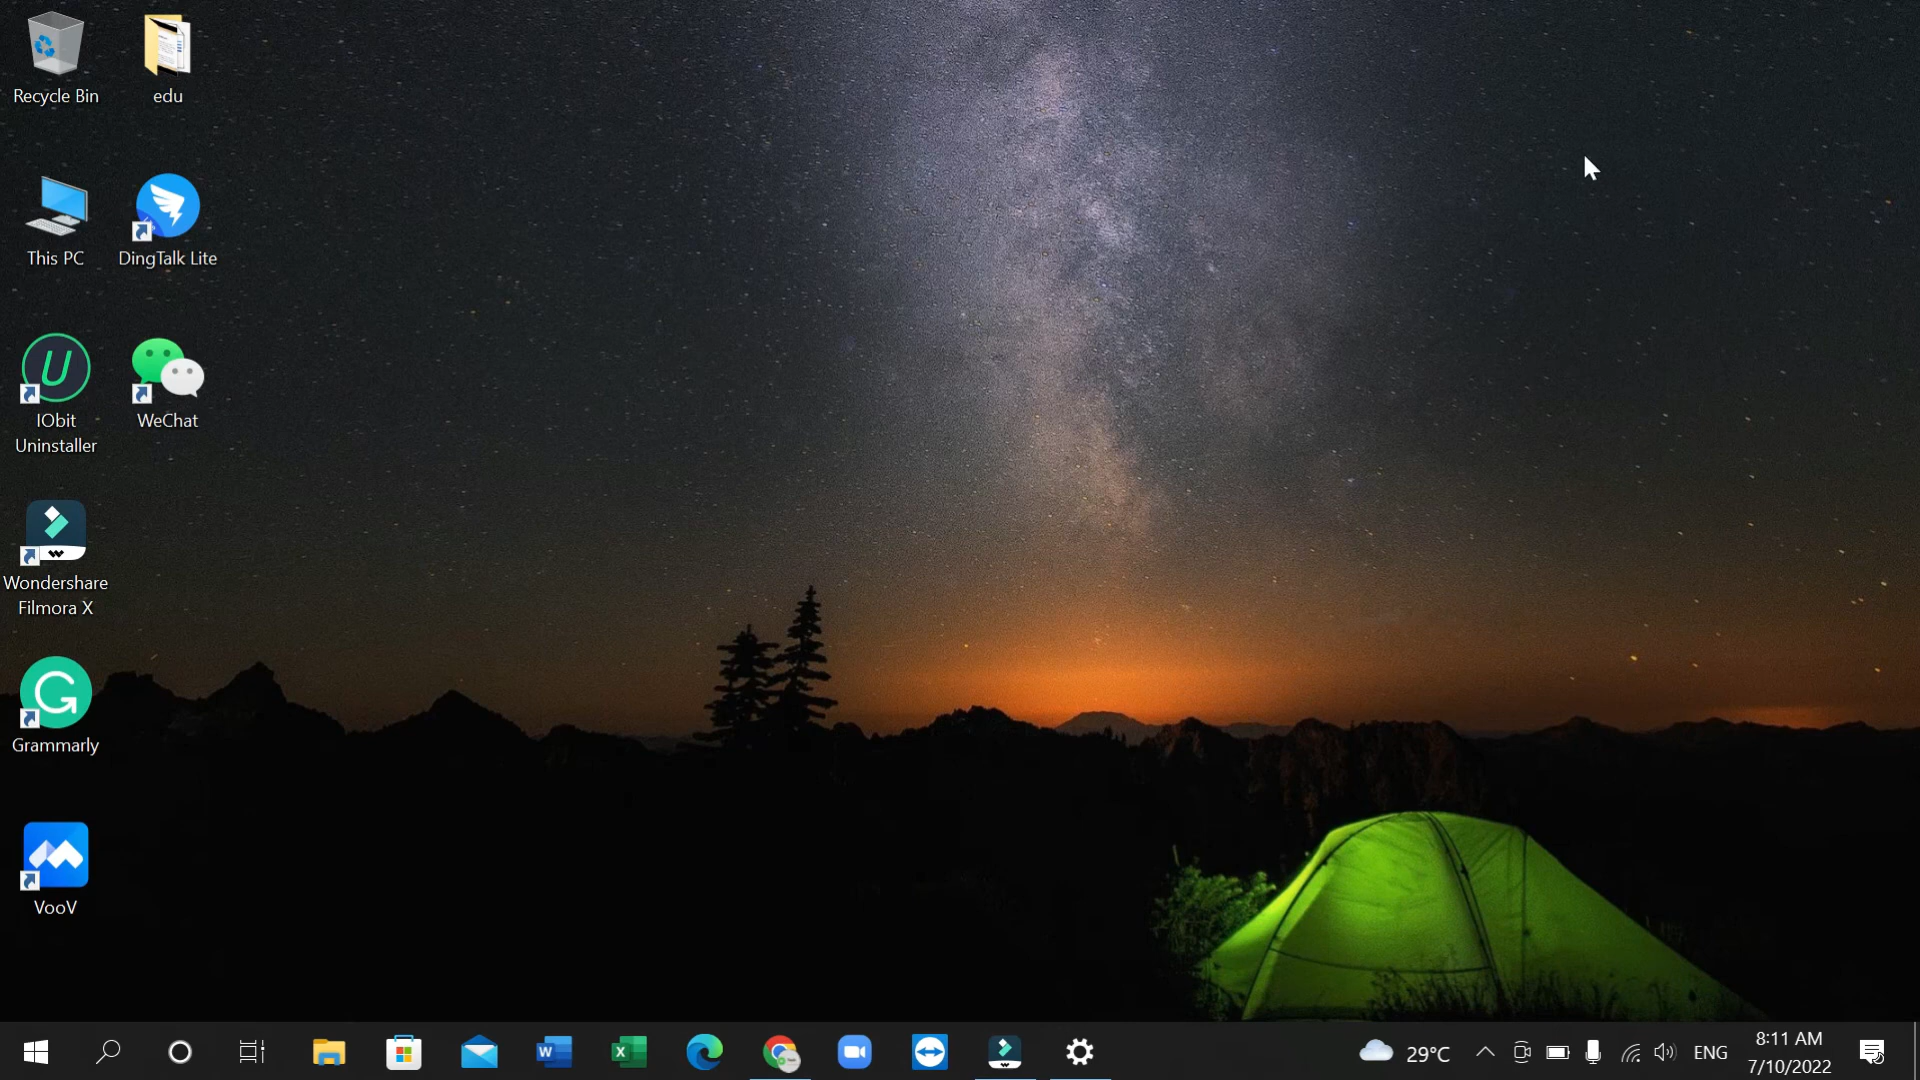 Recycle Bin
edu
This PC
DingTalk Lite
IObit
Uninstaller
WeChat
Wondershare
Filmora X
Grammarly
VooV
29°C
ENG
8:11 AM
7/10/2022